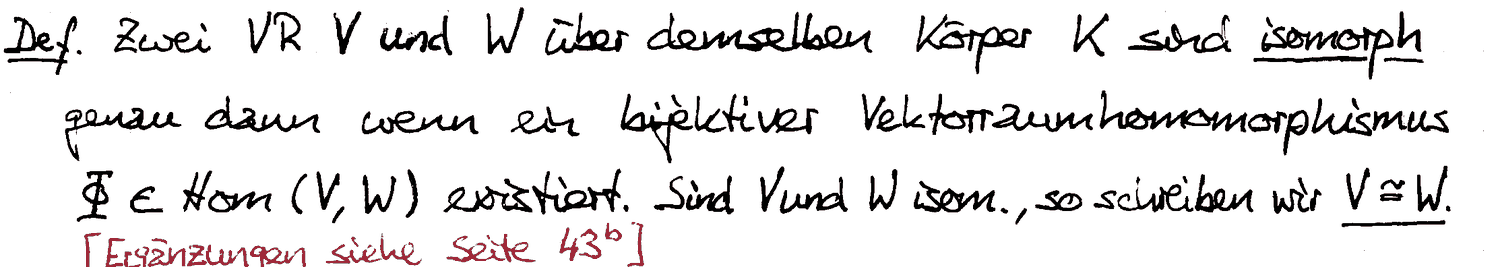 Def. Zwei VR V und W über demselben Körper K sind isomorph
genau dann wenn ein bijektiver Vektorraumhomomorphismus
Φ ∈ Hom (V, W) existiert. Sind V und W isom., so schreiben wir V ≅ W.
[Ergänzungen siehe Seite 43ᵇ]